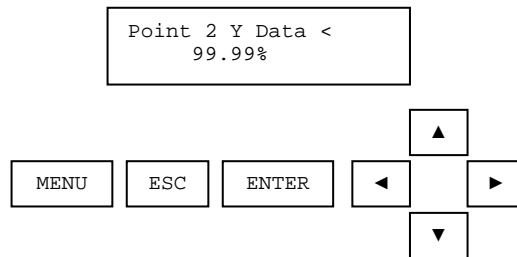 Point 2 Y Data <
99.99%
▲
MENU ESC ENTER ◄ ►
▼